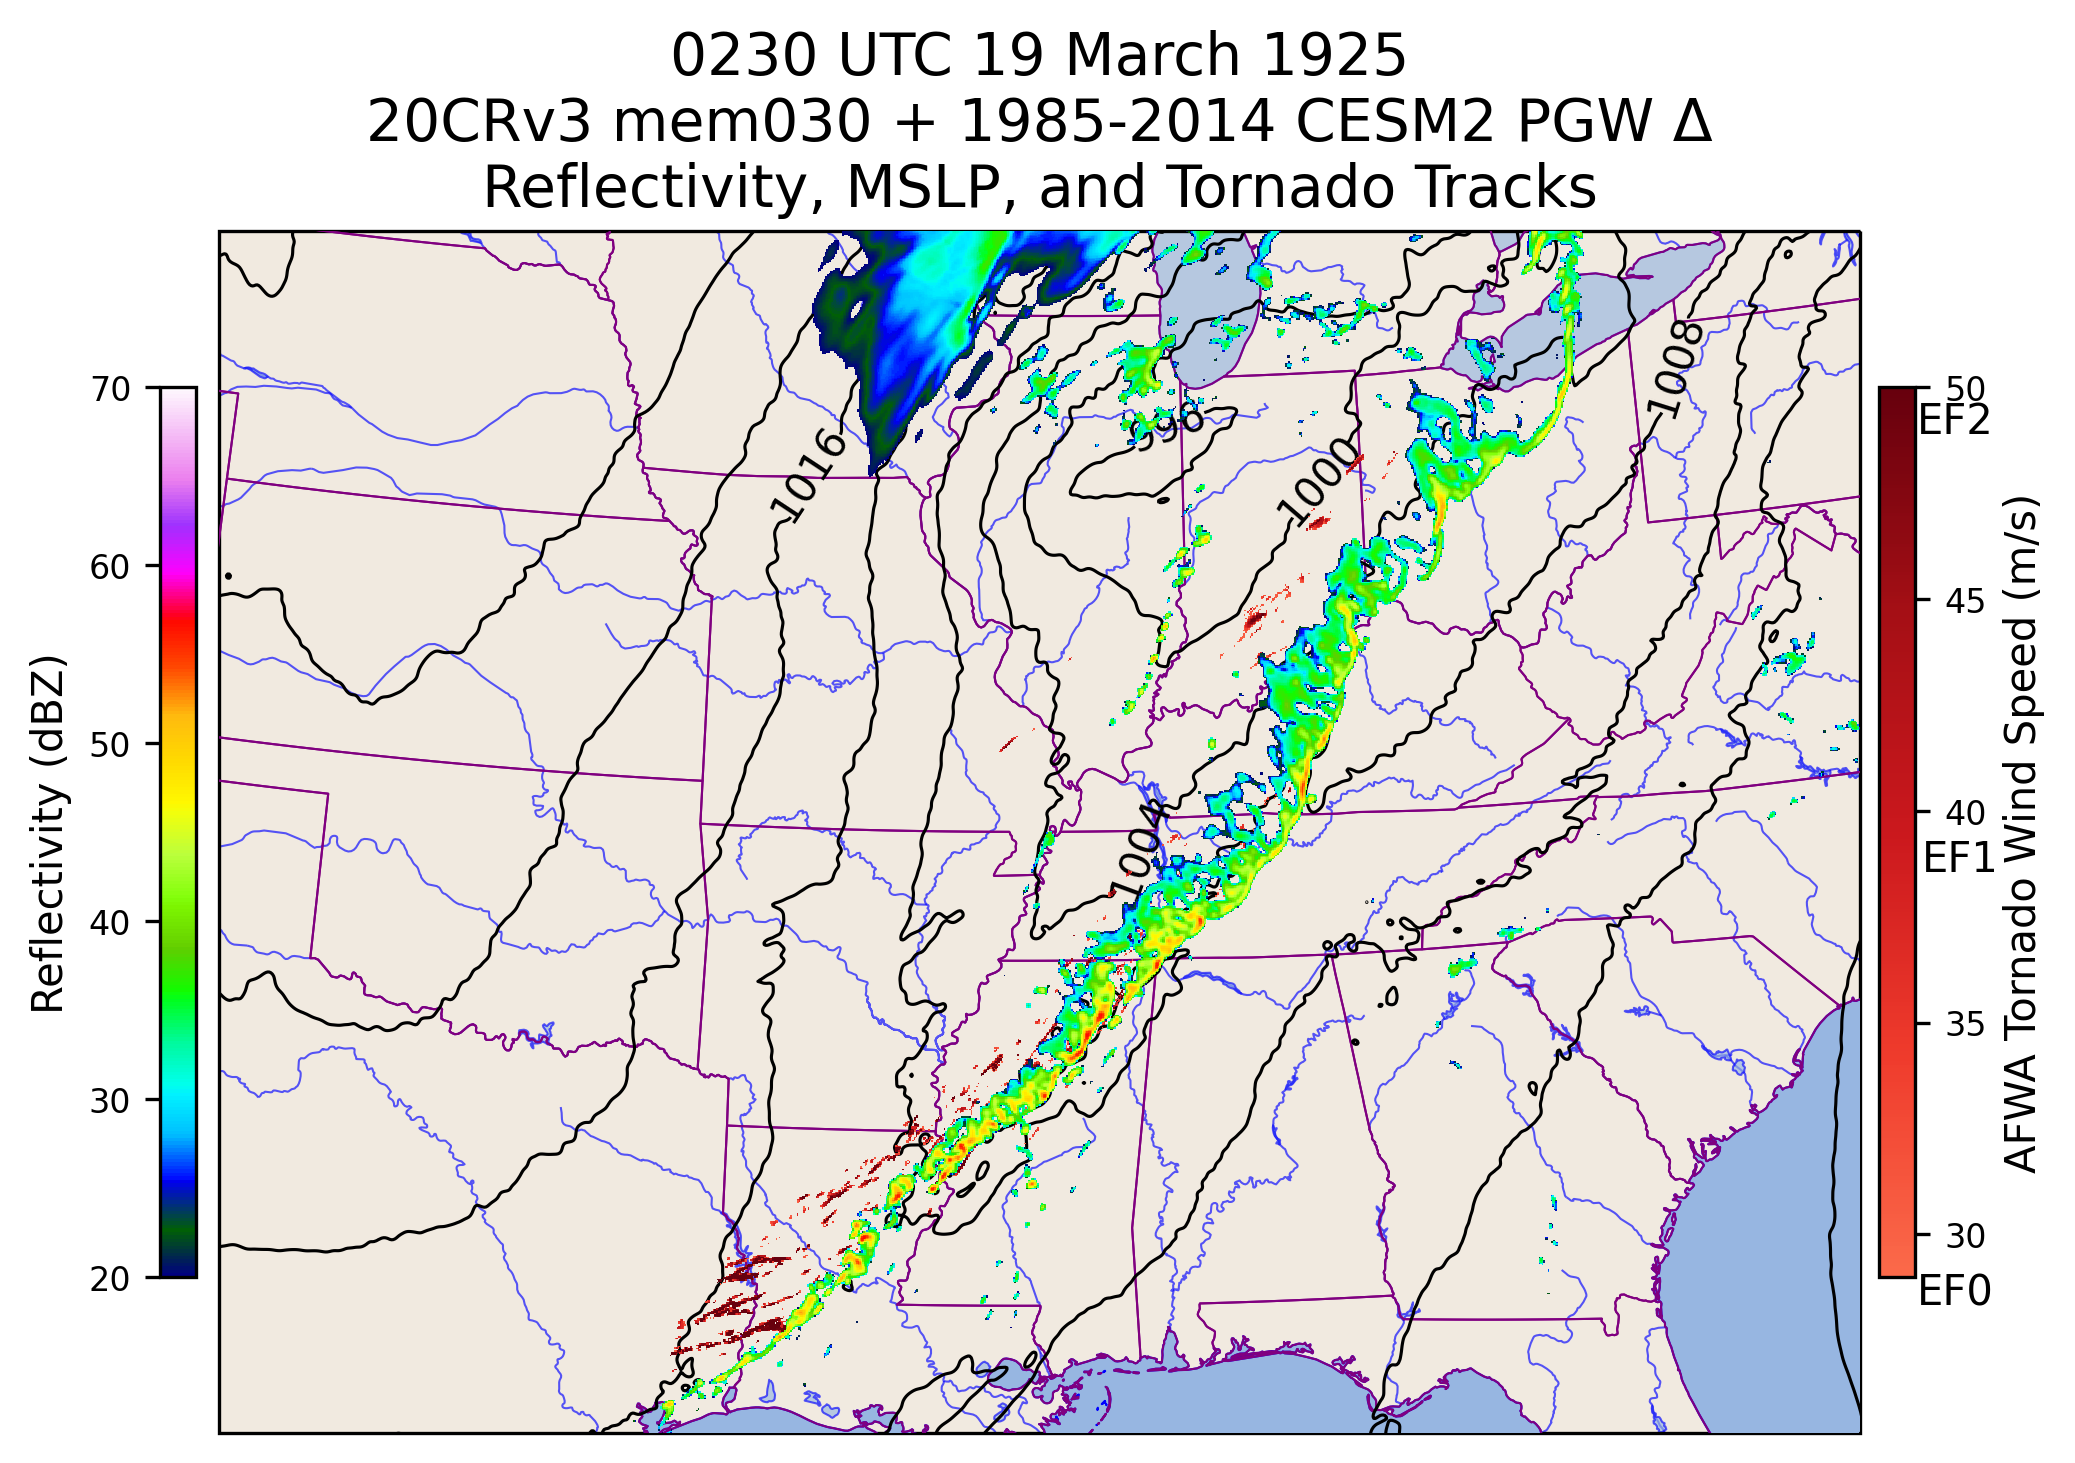 0230 UTC 19 March 1925
20CRv3 mem030 + 1985-2014 CESM2 PGW Δ
Reflectivity, MSLP, and Tornado Tracks
70
60
50
40
30
20
Reflectivity (dBZ)
1016
996
1000
1008
1004
50
EF2
45
40
EF1
35
30
EF0
AFWA Tornado Wind Speed (m/s)